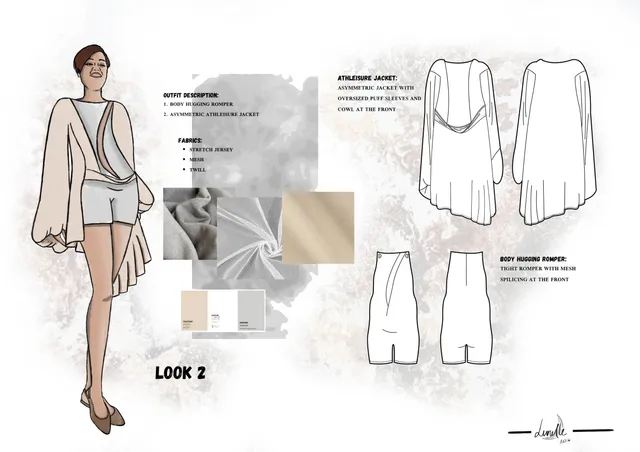 OUTFIT DESCRIPTION:
1. BODY HUGGING ROMPER
2. ASYMMETRIC ATHLEISURE JACKET
FABRICS:
• STRETCH JERSEY
• MESH
• TWILL
LOOK 2
ATHLEISURE JACKET:
ASYMMETRIC JACKET WITH
OVERSIZED PUFF SLEEVES AND
COWL AT THE FRONT
BODY HUGGING ROMPER:
TIGHT ROMPER WITH MESH
SPILICING AT THE FRONT